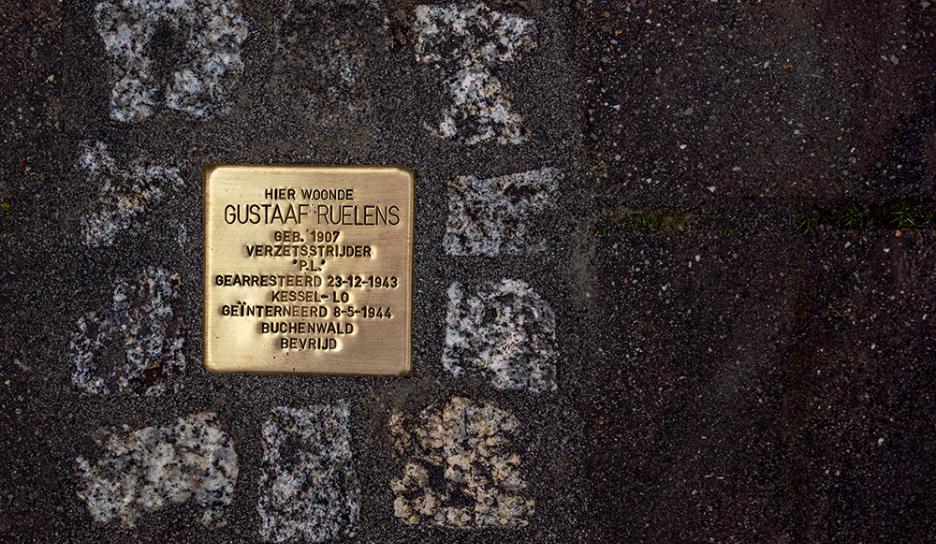 HIER WOONDE
GUSTAAF RUELENS
GEB. 1907
VERZETSSTRIJDER
'P.L.'
GEARRESTEERD 23-12-1943
KESSEL-LO
GEÏNTERNEERD 8-5-1944
BUCHENWALD
BEVRIJD